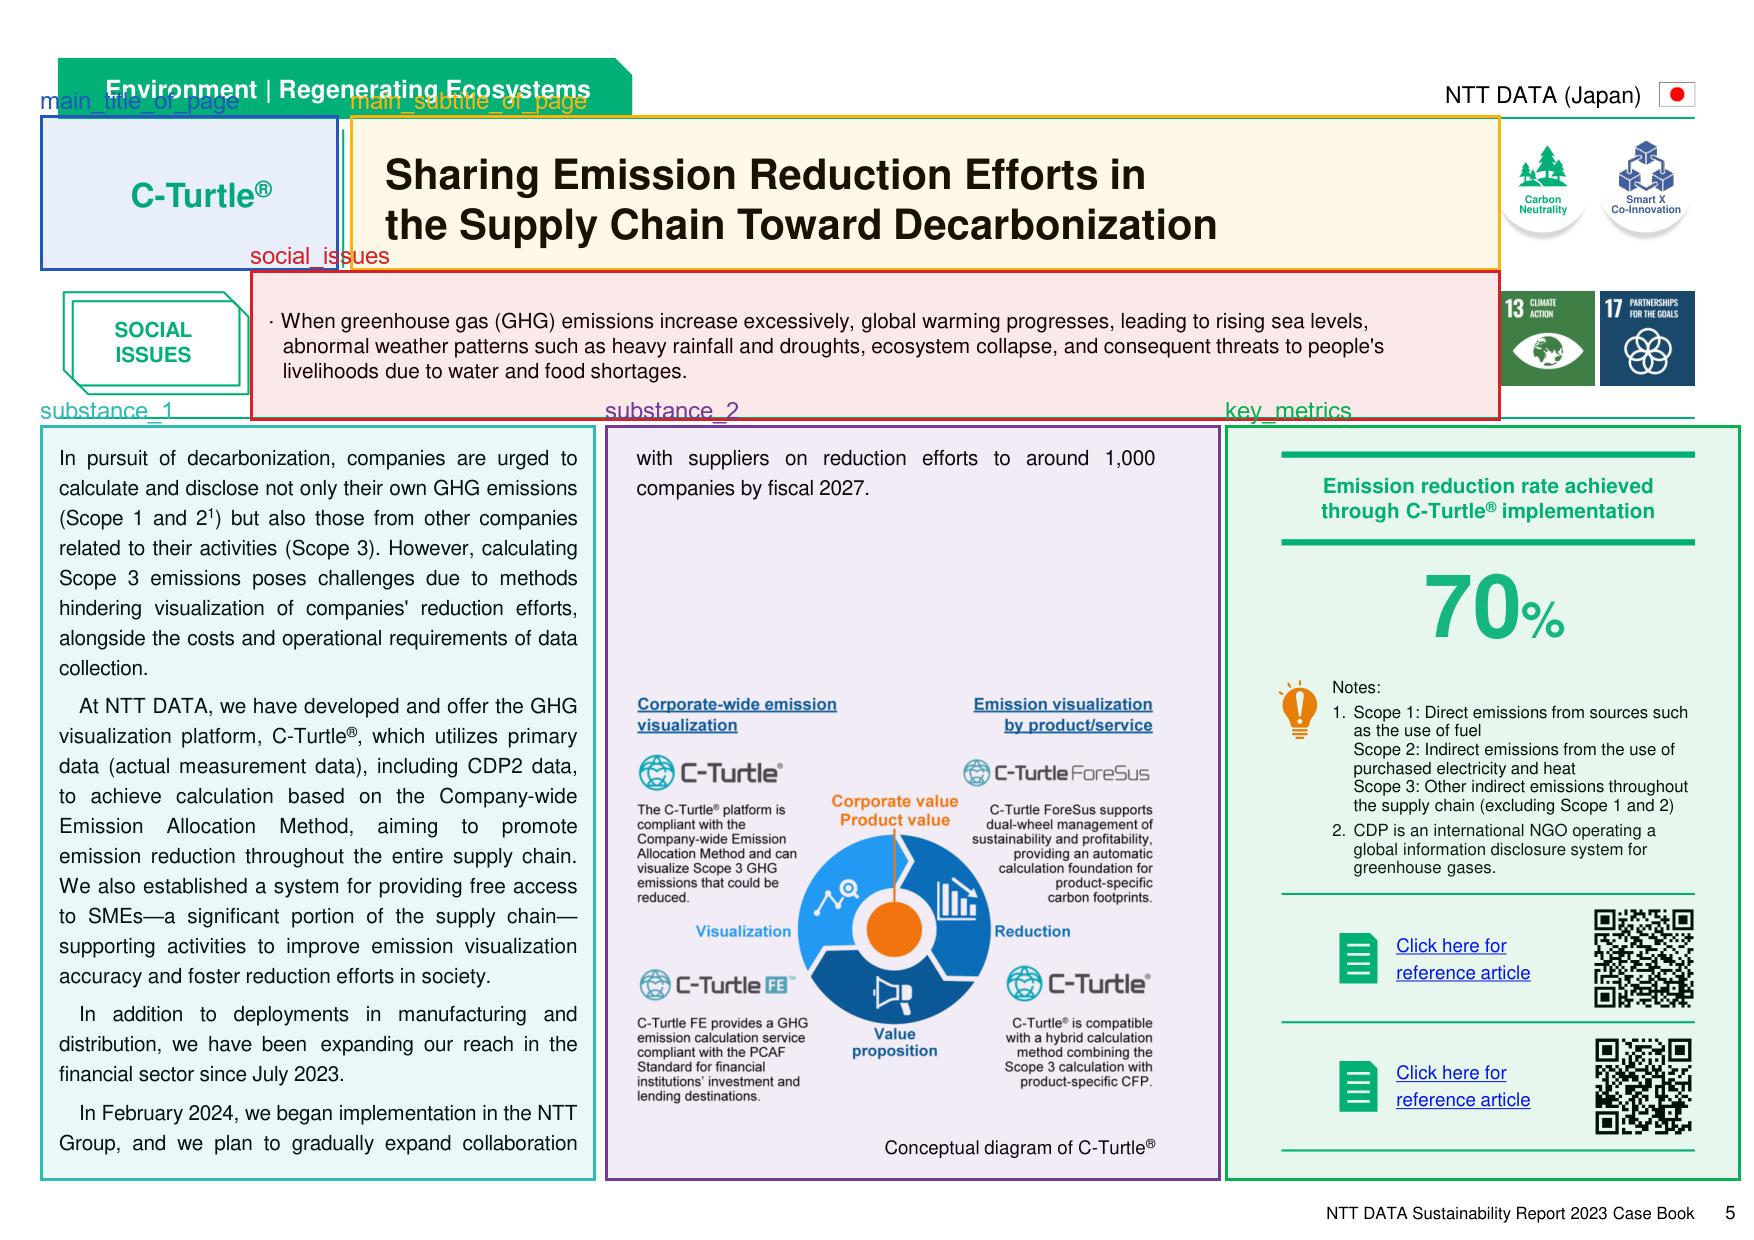 Environment | Regenerating Ecosystems
main_title_of_page
main_subtitle_of_page
NTT DATA (Japan)
C-Turtle®
Sharing Emission Reduction Efforts in
the Supply Chain Toward Decarbonization
Carbon
Neutrality
Smart X
Co-Innovation
social_issues
SOCIAL
ISSUES
· When greenhouse gas (GHG) emissions increase excessively, global warming progresses, leading to rising sea levels,
abnormal weather patterns such as heavy rainfall and droughts, ecosystem collapse, and consequent threats to people's
livelihoods due to water and food shortages.
13 CLIMATE
ACTION
17 PARTNERSHIPS
FOR THE GOALS
substance_1
substance_2
key_metrics
In pursuit of decarbonization, companies are urged to
calculate and disclose not only their own GHG emissions
(Scope 1 and 2¹) but also those from other companies
related to their activities (Scope 3). However, calculating
Scope 3 emissions poses challenges due to methods
hindering visualization of companies' reduction efforts,
alongside the costs and operational requirements of data
collection.
At NTT DATA, we have developed and offer the GHG
visualization platform, C-Turtle®, which utilizes primary
data (actual measurement data), including CDP2 data,
to achieve calculation based on the Company-wide
Emission Allocation Method, aiming to promote
emission reduction throughout the entire supply chain.
We also established a system for providing free access
to SMEs—a significant portion of the supply chain—
supporting activities to improve emission visualization
accuracy and foster reduction efforts in society.
In addition to deployments in manufacturing and
distribution, we have been expanding our reach in the
financial sector since July 2023.
In February 2024, we began implementation in the NTT
Group, and we plan to gradually expand collaboration
with suppliers on reduction efforts to around 1,000
companies by fiscal 2027.
Corporate-wide emission
visualization
Emission visualization
by product/service
C-Turtle®
C-Turtle ForeSus
Corporate value
Product value
The C-Turtle® platform is
compliant with the
Company-wide Emission
Allocation Method and can
visualize Scope 3 GHG
emissions that could be
reduced.
C-Turtle ForeSus supports
dual-wheel management of
sustainability and profitability,
providing an automatic
calculation foundation for
product-specific
carbon footprints.
Visualization
Reduction
C-Turtle FE™
C-Turtle®
C-Turtle FE provides a GHG
emission calculation service
compliant with the PCAF
Standard for financial
institutions' investment and
lending destinations.
Value
proposition
C-Turtle® is compatible
with a hybrid calculation
method combining the
Scope 3 calculation with
product-specific CFP.
Conceptual diagram of C-Turtle®
Emission reduction rate achieved
through C-Turtle® implementation
70%
Notes:
1. Scope 1: Direct emissions from sources such
as the use of fuel
Scope 2: Indirect emissions from the use of
purchased electricity and heat
Scope 3: Other indirect emissions throughout
the supply chain (excluding Scope 1 and 2)
2. CDP is an international NGO operating a
global information disclosure system for
greenhouse gases.
Click here for
reference article
Click here for
reference article
NTT DATA Sustainability Report 2023 Case Book 5